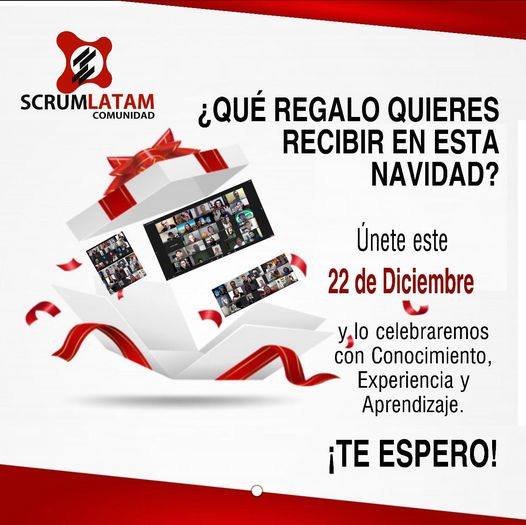 SCRUMLATAM
COMUNIDAD
¿QUÉ REGALO QUIERES
RECIBIR EN ESTA
NAVIDAD?
Únete este
22 de Diciembre
y lo celebraremos
con Conocimiento,
Experiencia y
Aprendizaje.
¡TE ESPERO!